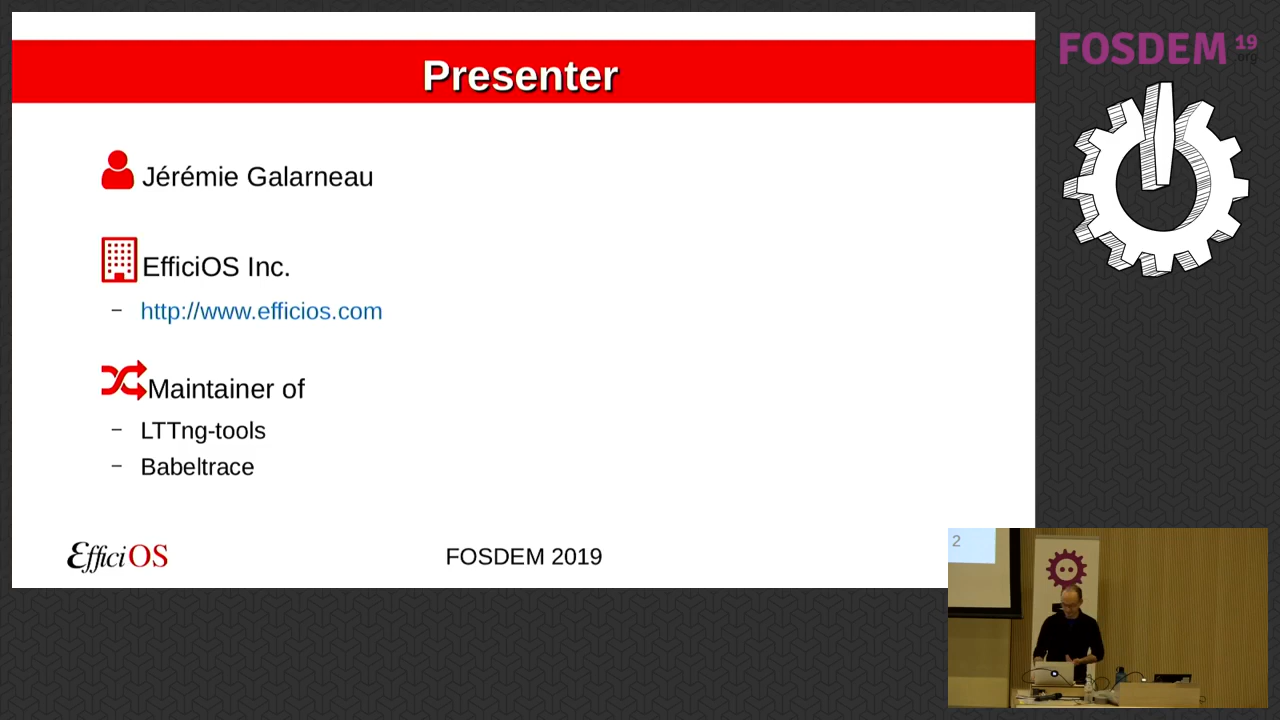 Presenter
Jérémie Galarneau
EfficiOS Inc.
– http://www.efficios.com
Maintainer of
– LTTng-tools
– Babeltrace
EfficiOS
FOSDEM 2019
2
FOSDEM 19
.org